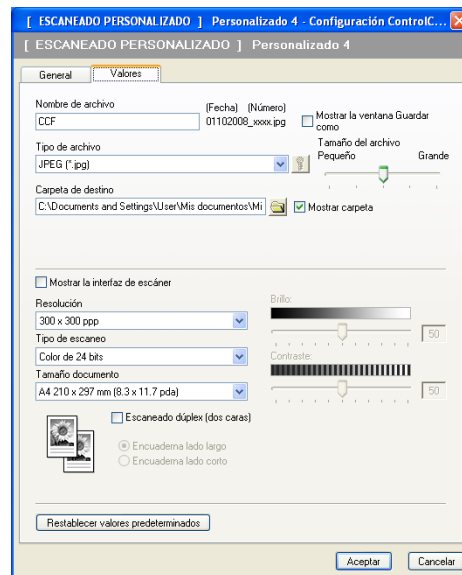 [ ESCANEADO PERSONALIZADO ] Personalizado 4 - Configuración ControlC...
[ ESCANEADO PERSONALIZADO ] Personalizado 4
General
Valores
Nombre de archivo
(Fecha) (Número)
CCF
01102008_xxxx.jpg
Mostrar la ventana Guardar como
Tipo de archivo
Tamaño del archivo
JPEG (*.jpg)
Pequeño
Grande
Carpeta de destino
C:\Documents and Settings\User\Mis documentos\Mi
Mostrar carpeta
Mostrar la interfaz de escáner
Resolución
Brillo:
300 x 300 ppp
50
Tipo de escaneo
Color de 24 bits
Contraste:
Tamaño documento
A4 210 x 297 mm (8.3 x 11.7 pda)
50
Escaneado dúplex (dos caras)
Encuaderna lado largo
Encuaderna lado corto
Restablecer valores predeterminados
Aceptar
Cancelar